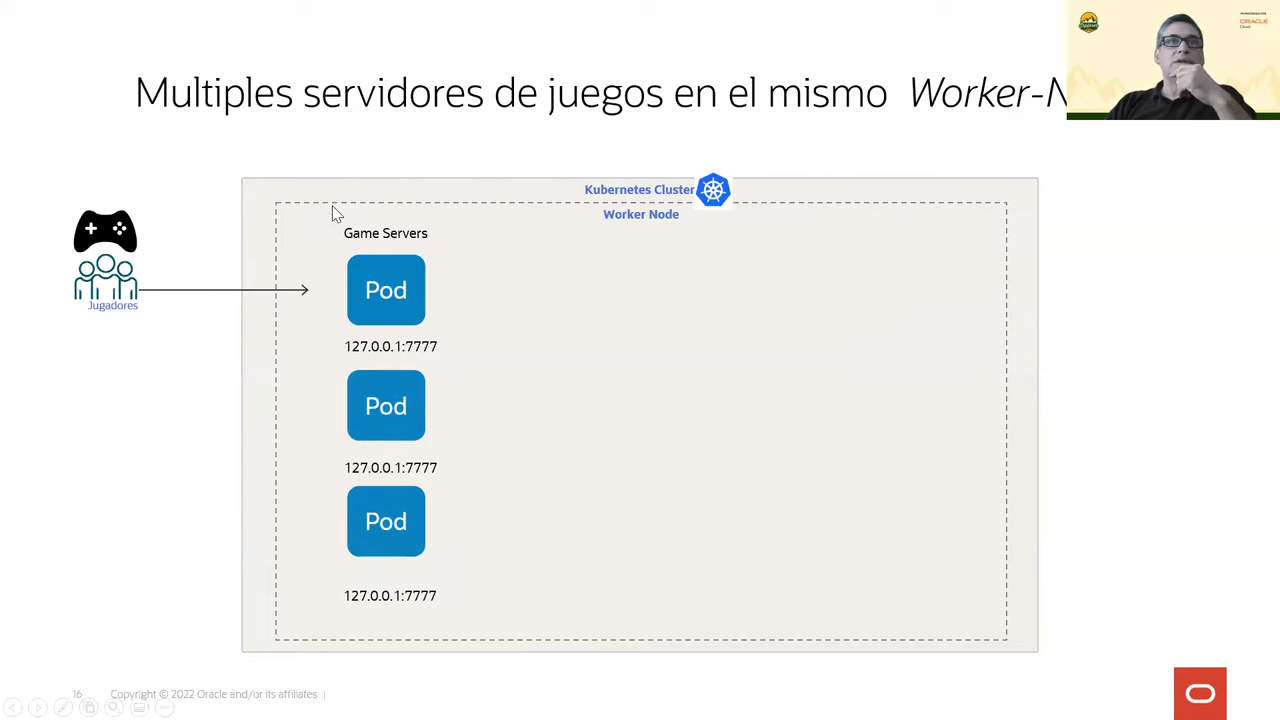 Multiples servidores de juegos en el mismo Worker-N
ORACLE
Cloud
Kubernetes Cluster
Worker Node
Game Servers
Pod
Jugadores
127.0.0.1:7777
Pod
127.0.0.1:7777
Pod
127.0.0.1:7777
16 Copyright © 2022 Oracle and/or its affiliates |